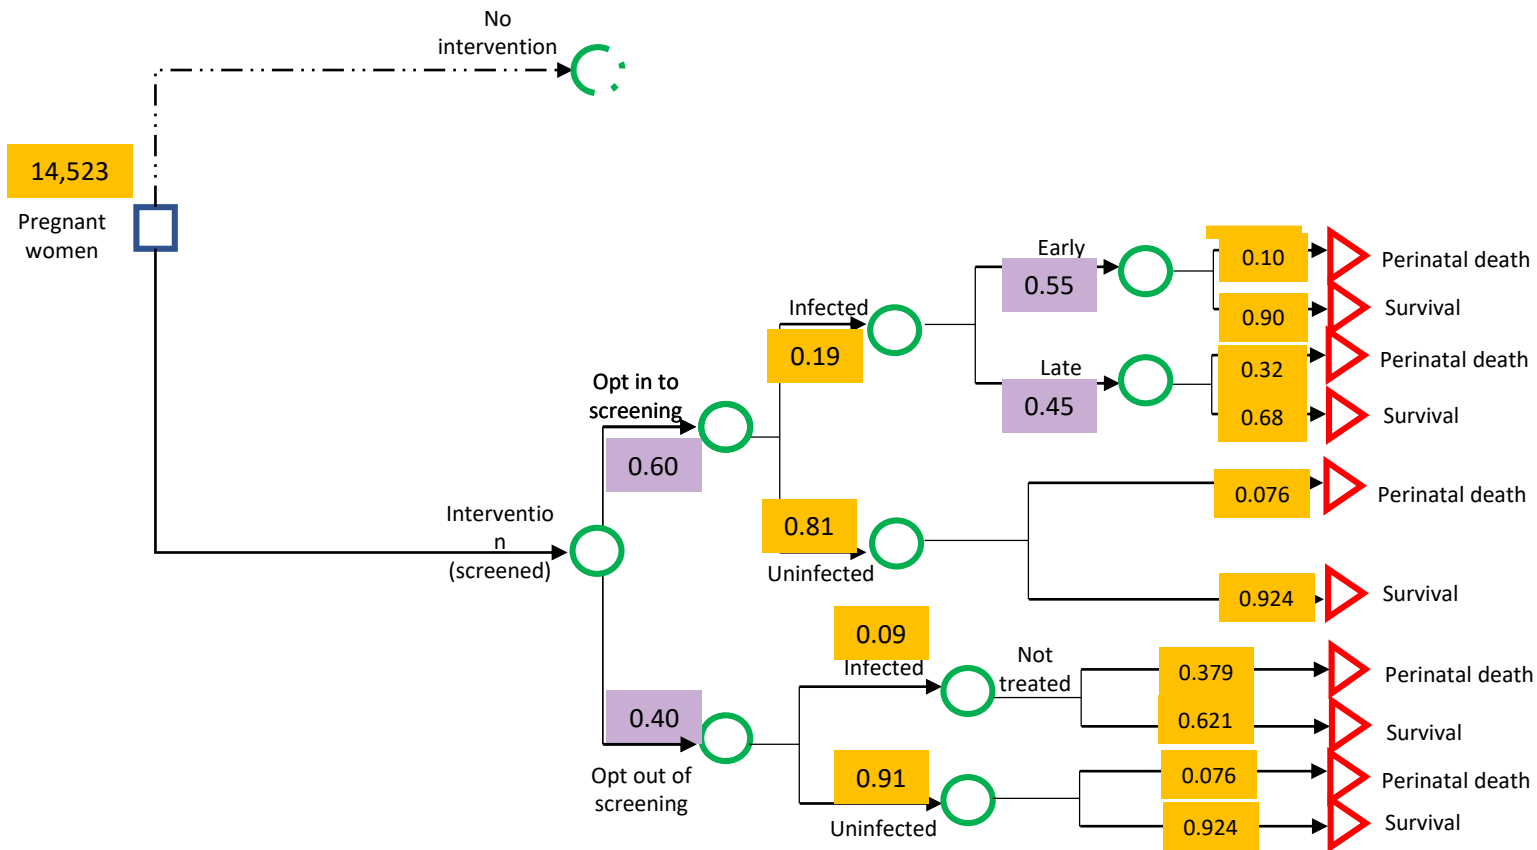 No
intervention
14,523
Pregnant
women
Early
0.10
Perinatal death
0.55
Infected
0.90
Survival
0.19
Late
0.32
Perinatal death
Opt in to
screening
0.45
0.68
Survival
0.60
0.076
Perinatal death
Interventio
n
(screened)
0.81
Uninfected
0.924
Survival
0.09
Infected
Not
treated
0.379
Perinatal death
0.40
0.621
Survival
Opt out of
screening
0.91
0.076
Perinatal death
Uninfected
0.924
Survival